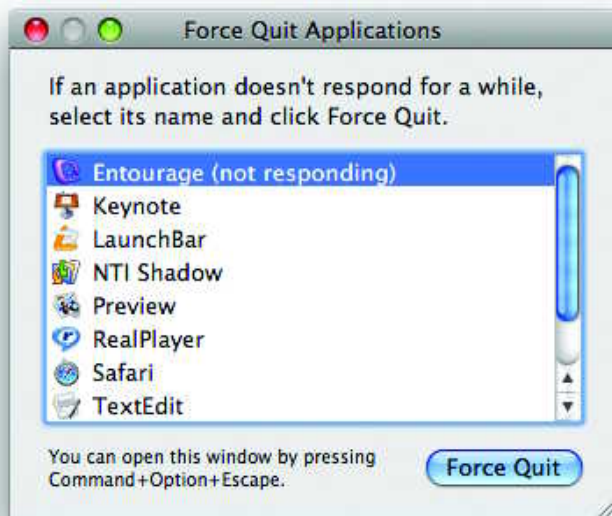 Force Quit Applications
If an application doesn't respond for a while,
select its name and click Force Quit.
Entourage (not responding)
Keynote
LaunchBar
NTI Shadow
Preview
RealPlayer
Safari
TextEdit
You can open this window by pressing
Command+Option+Escape.
Force Quit